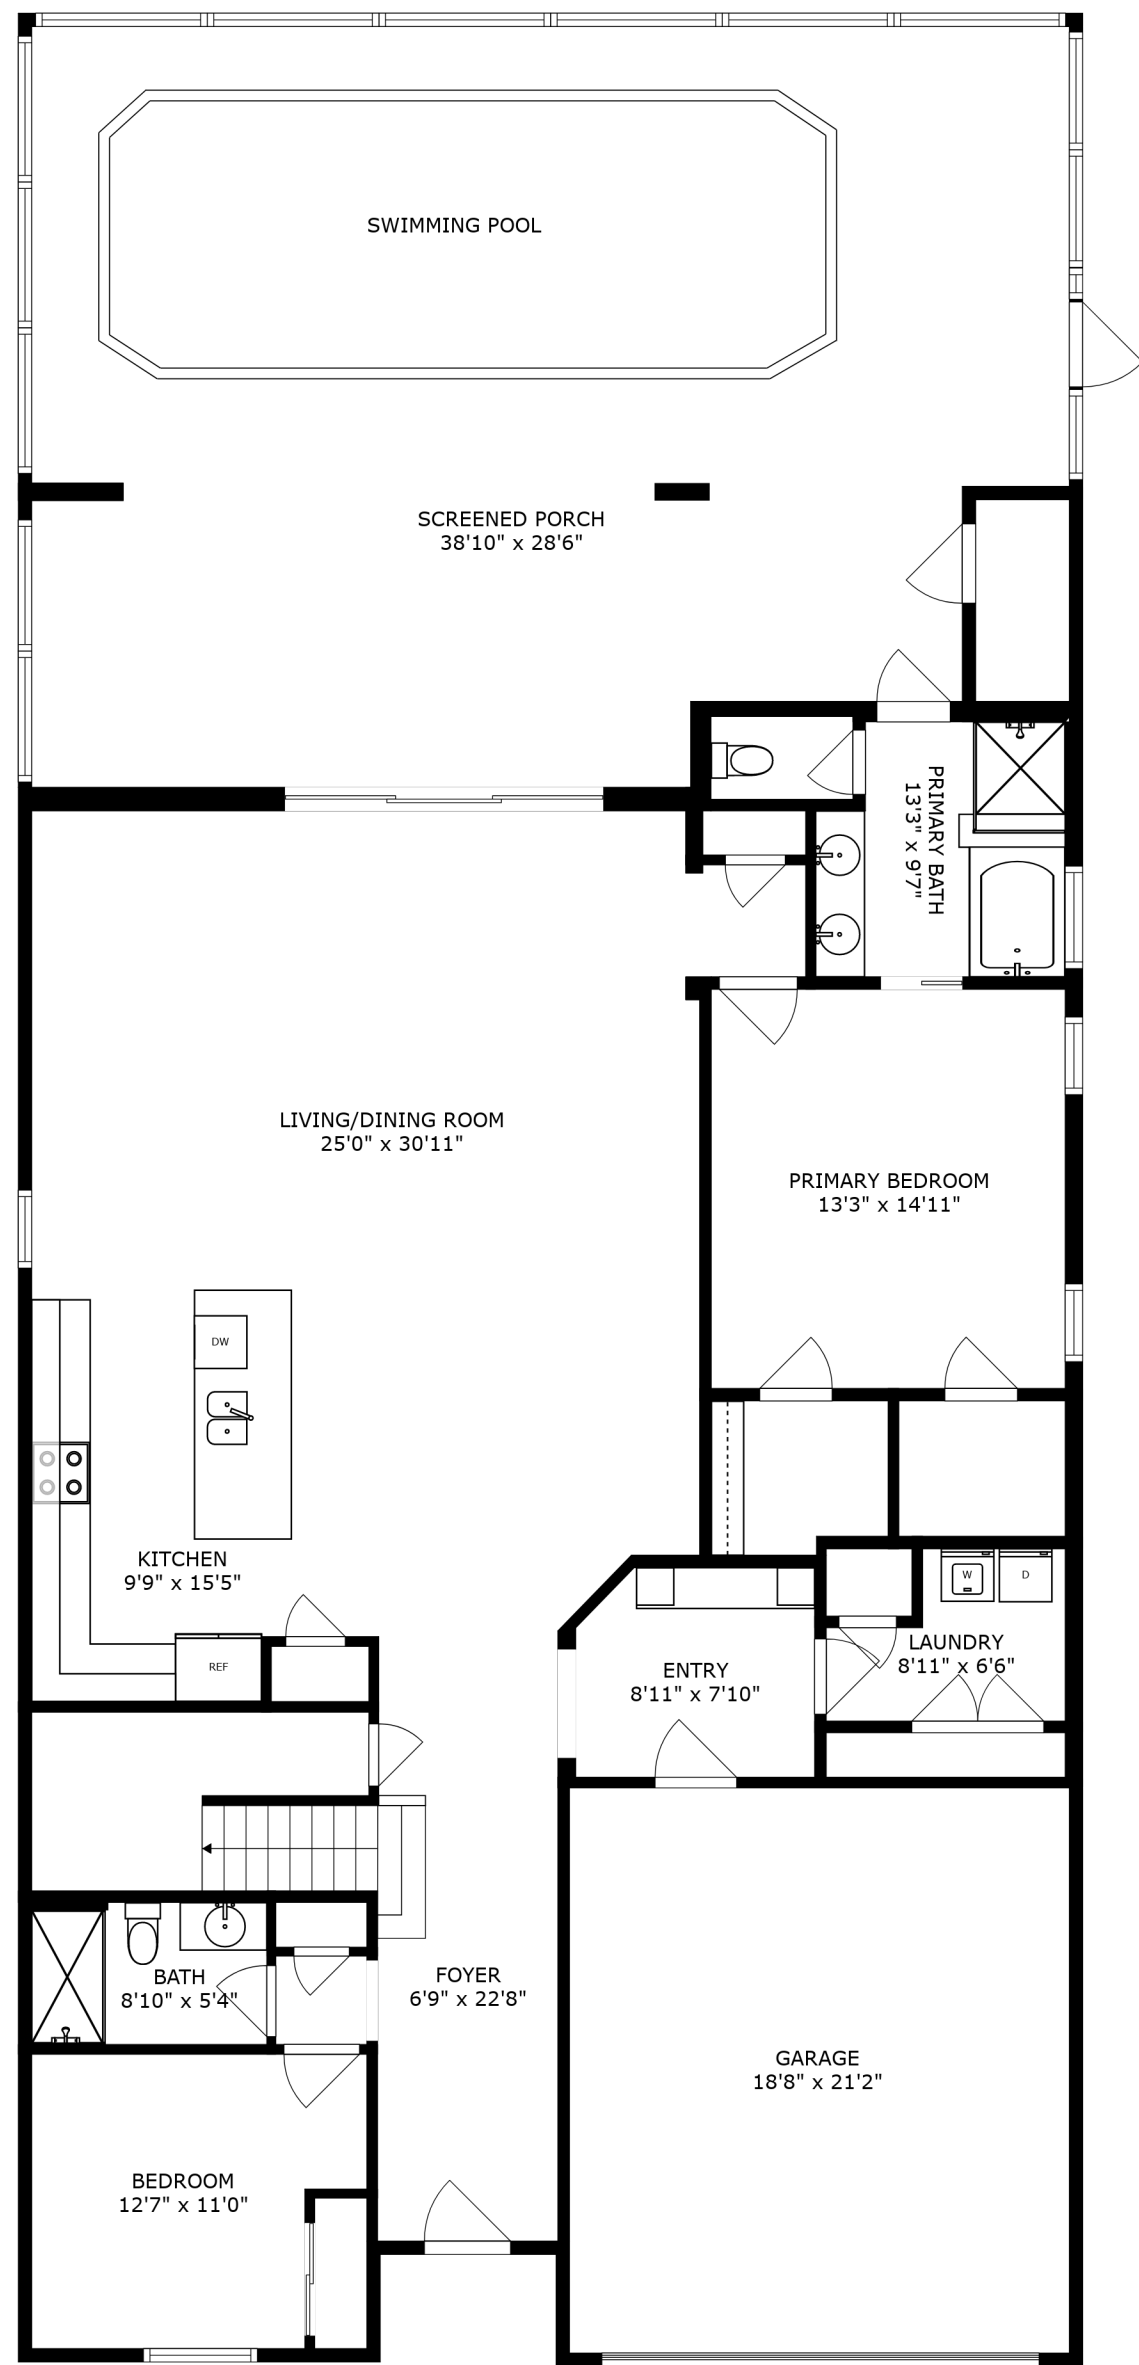 SWIMMING POOL
SCREENED PORCH
38'10" x 28'6"
PRIMARY BATH
13'3" x 9'7"
LIVING/DINING ROOM
25'0" x 30'11"
PRIMARY BEDROOM
13'3" x 14'11"
DW
KITCHEN
9'9" x 15'5"
REF
W
D
LAUNDRY
8'11" x 6'6"
ENTRY
8'11" x 7'10"
BATH
8'10" x 5'4"
FOYER
6'9" x 22'8"
GARAGE
18'8" x 21'2"
BEDROOM
12'7" x 11'0"